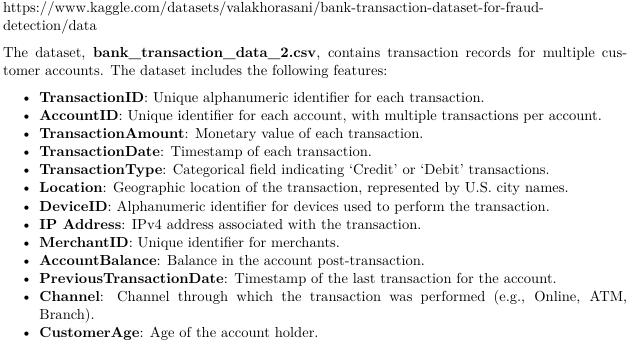 https://www.kaggle.com/datasets/valakhorasani/bank-transaction-dataset-for-fraud-
detection/data
The dataset, bank_transaction_data_2.csv, contains transaction records for multiple cus-
tomer accounts. The dataset includes the following features:
• TransactionID: Unique alphanumeric identifier for each transaction.
• AccountID: Unique identifier for each account, with multiple transactions per account.
• TransactionAmount: Monetary value of each transaction.
• TransactionDate: Timestamp of each transaction.
• TransactionType: Categorical field indicating ‘Credit’ or ‘Debit’ transactions.
• Location: Geographic location of the transaction, represented by U.S. city names.
• DeviceID: Alphanumeric identifier for devices used to perform the transaction.
• IP Address: IPv4 address associated with the transaction.
• MerchantID: Unique identifier for merchants.
• AccountBalance: Balance in the account post-transaction.
• PreviousTransactionDate: Timestamp of the last transaction for the account.
• Channel: Channel through which the transaction was performed (e.g., Online, ATM,
Branch).
• CustomerAge: Age of the account holder.